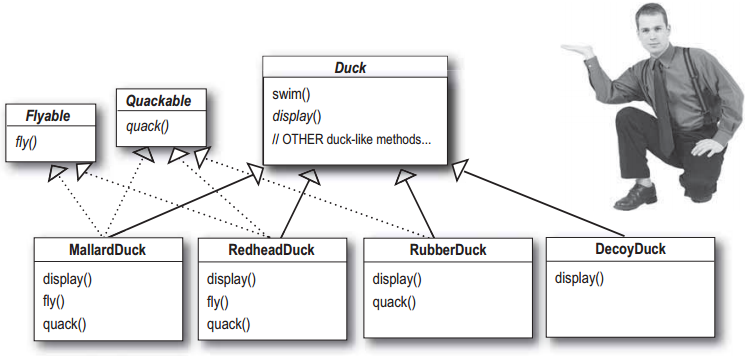 Duck
swim()
display()
// OTHER duck-like methods...
Flyable
fly()
Quackable
quack()
MallardDuck
display()
fly()
quack()
RedheadDuck
display()
fly()
quack()
RubberDuck
display()
quack()
DecoyDuck
display()